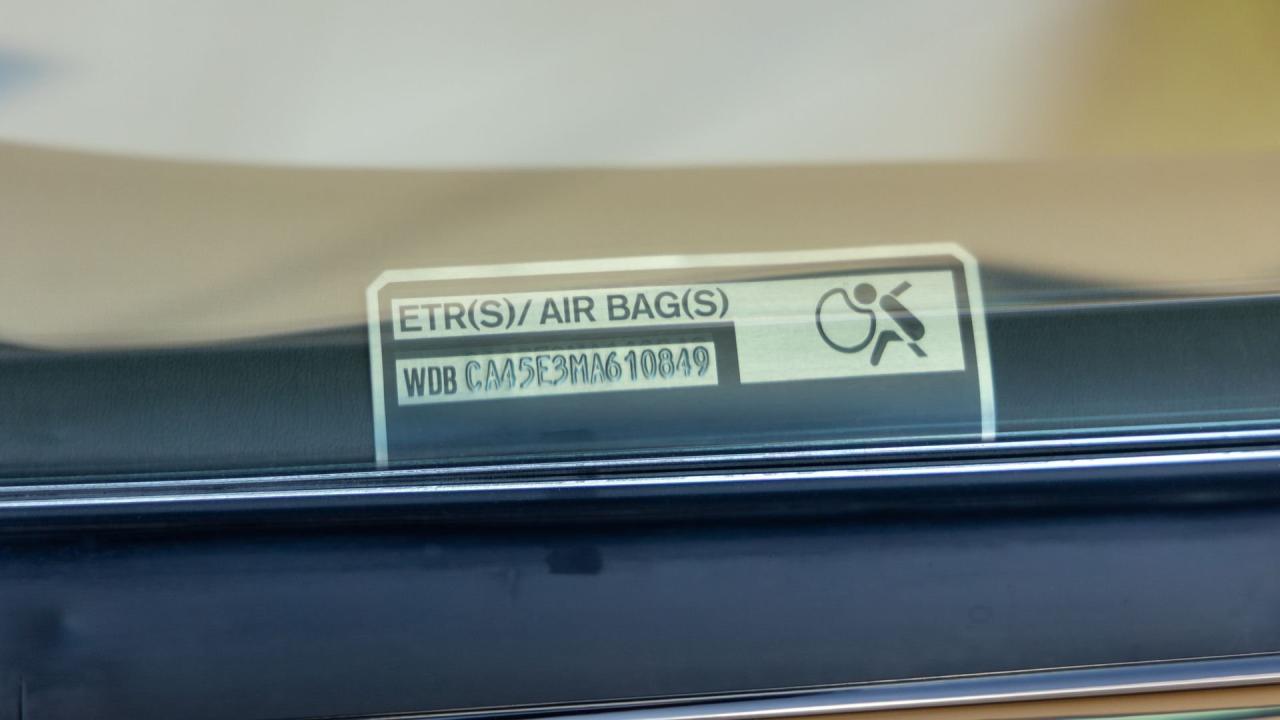 ETR(S)/ AIR BAG(S)
WDB CA45E3MA610849